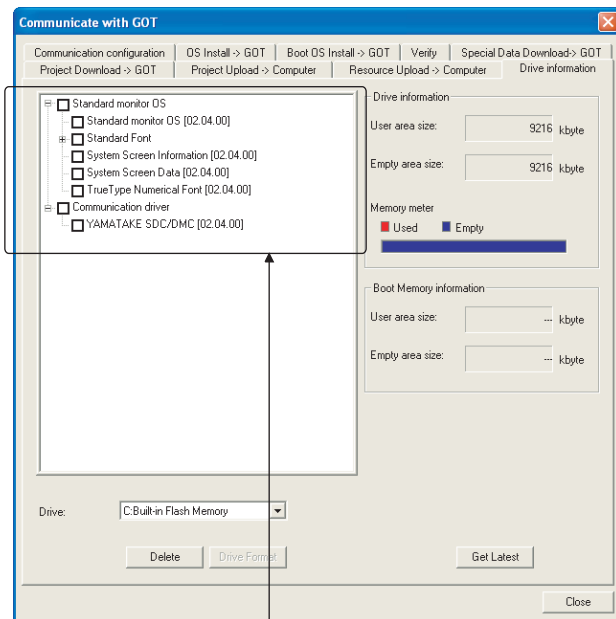 Communicate with GOT
Communication configuration OS Install -> GOT Boot OS Install -> GOT Verify Special Data Download-> GOT
Project Download -> GOT Project Upload -> Computer Resource Upload -> Computer Drive information
Standard monitor OS
Standard monitor OS [02.04.00]
Standard Font
System Screen Information [02.04.00]
System Screen Data [02.04.00]
TrueType Numerical Font [02.04.00]
Communication driver
YAMATAKE SDC/DMC [02.04.00]
Drive information
User area size: 9216 kbyte
Empty area size: 9216 kbyte
Memory meter
Used Empty
Boot Memory information
User area size: --- kbyte
Empty area size: --- kbyte
Drive: C:Built-in Flash Memory
Delete Drive Format Get Latest
Close